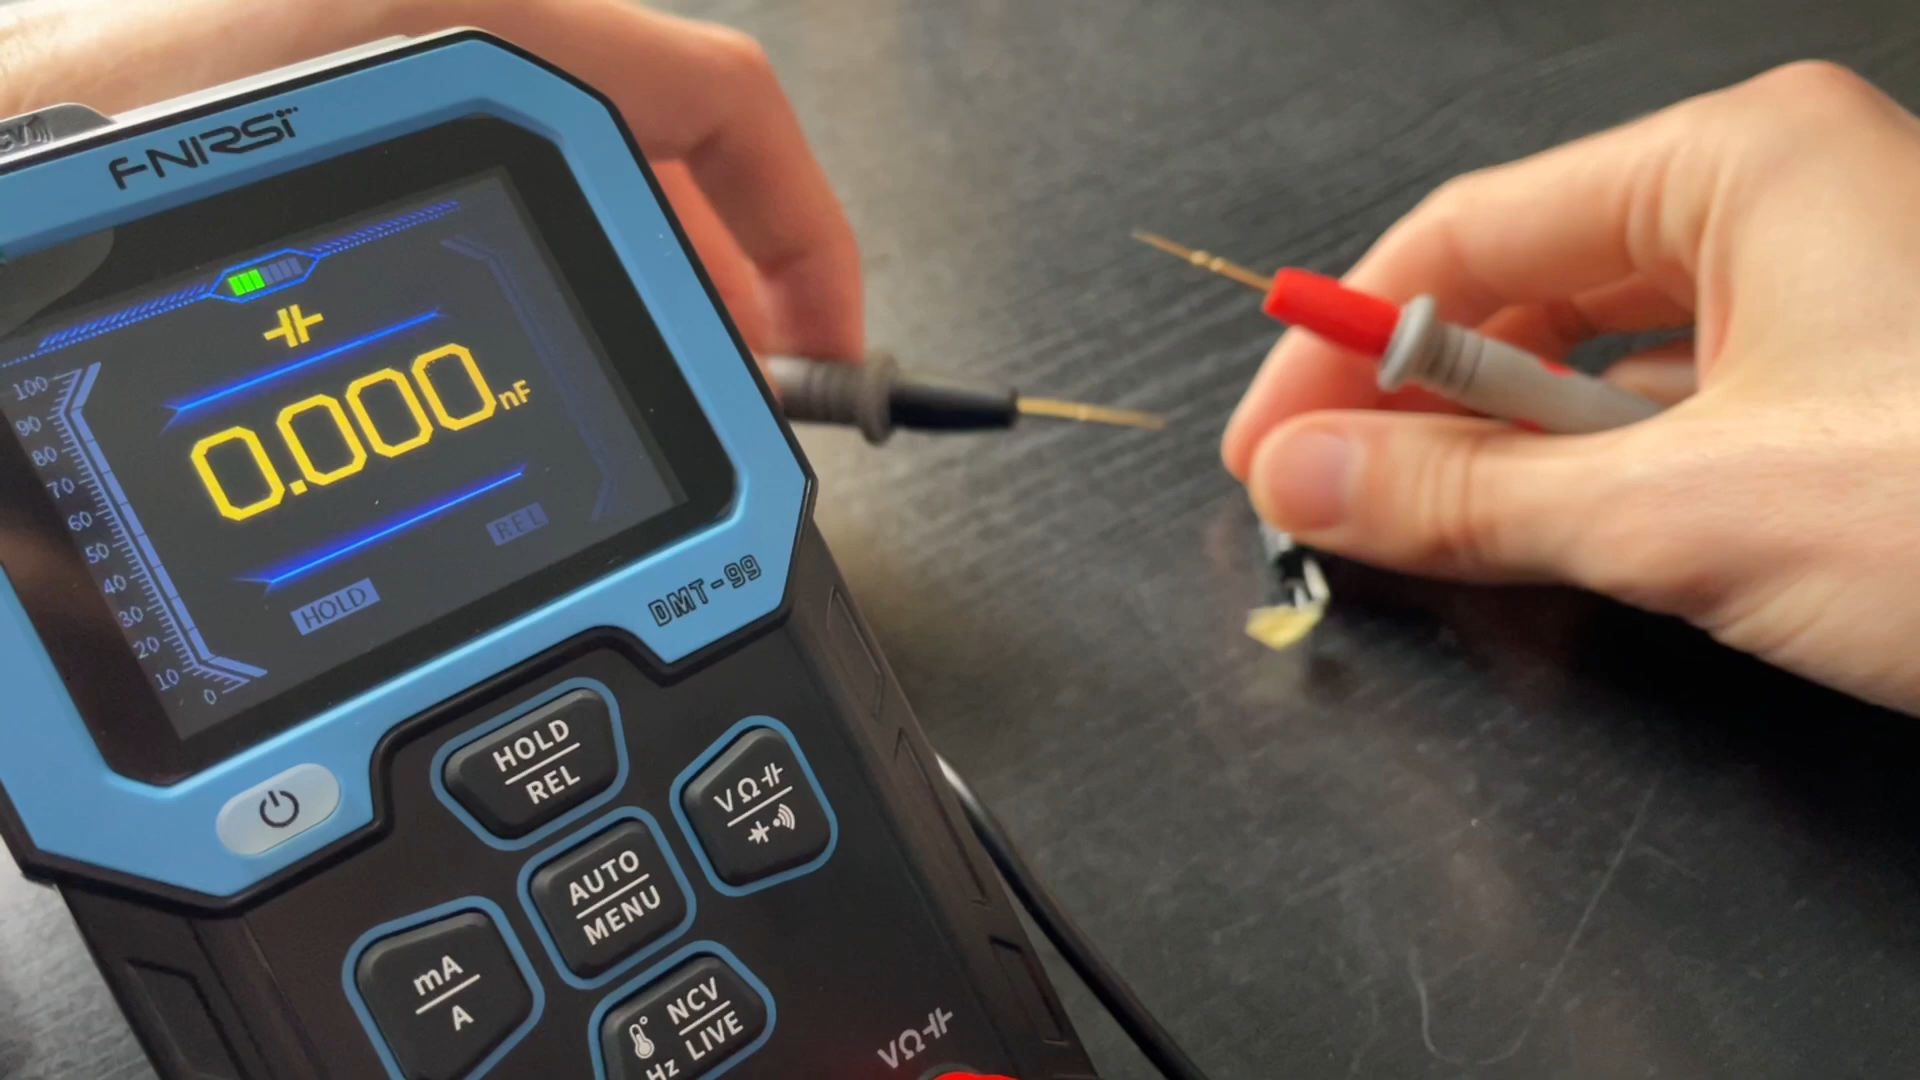 FNIRSI
0.000 nF
100
90
80
70
60
50
40
30
20
10
0
REL
HOLD
DMT-99
HOLD
REL
VΩ
AUTO
MENU
mA
A
NCV
LIVE
Hz
VΩ